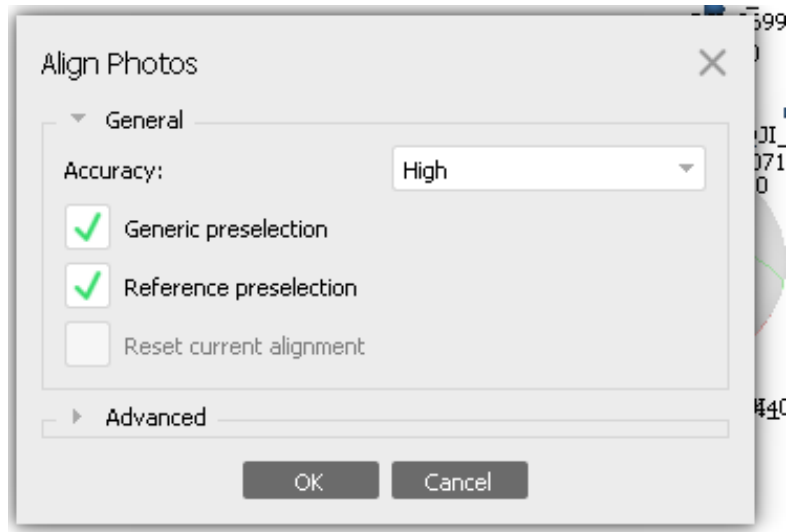 Align Photos
General
Accuracy: High
Generic preselection
Reference preselection
Reset current alignment
Advanced
OK Cancel